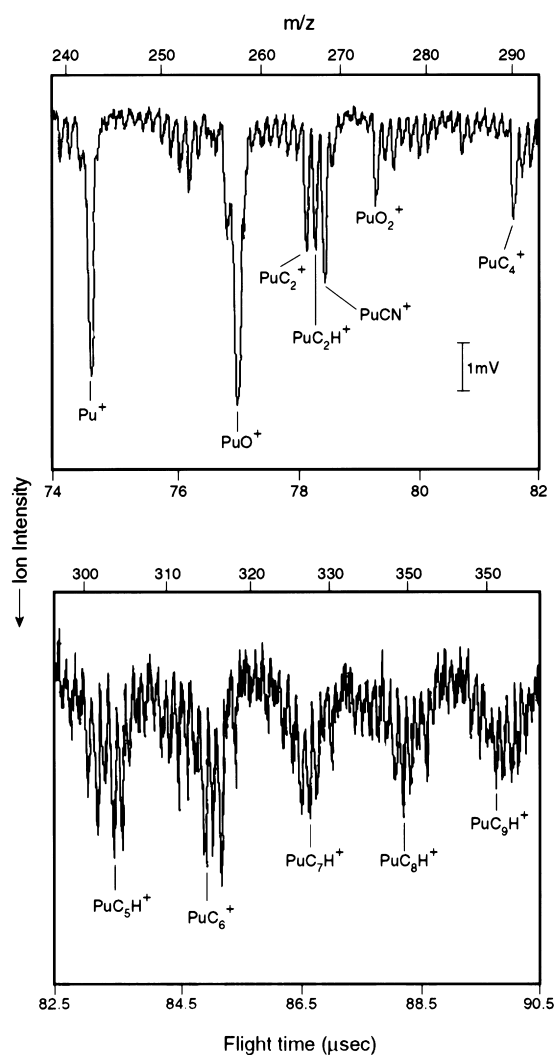 m/z
240 250 260 270 280 290
PuO₂⁺
PuC₄⁺
PuC₂⁺
PuCN⁺
PuC₂H⁺
1mV
Pu⁺
PuO⁺
74 76 78 80 82
← Ion Intensity
300 310 320 330 350 350
PuC₉H⁺
PuC₇H⁺
PuC₈H⁺
PuC₅H⁺
PuC₆⁺
82.5 84.5 86.5 88.5 90.5
Flight time (μsec)